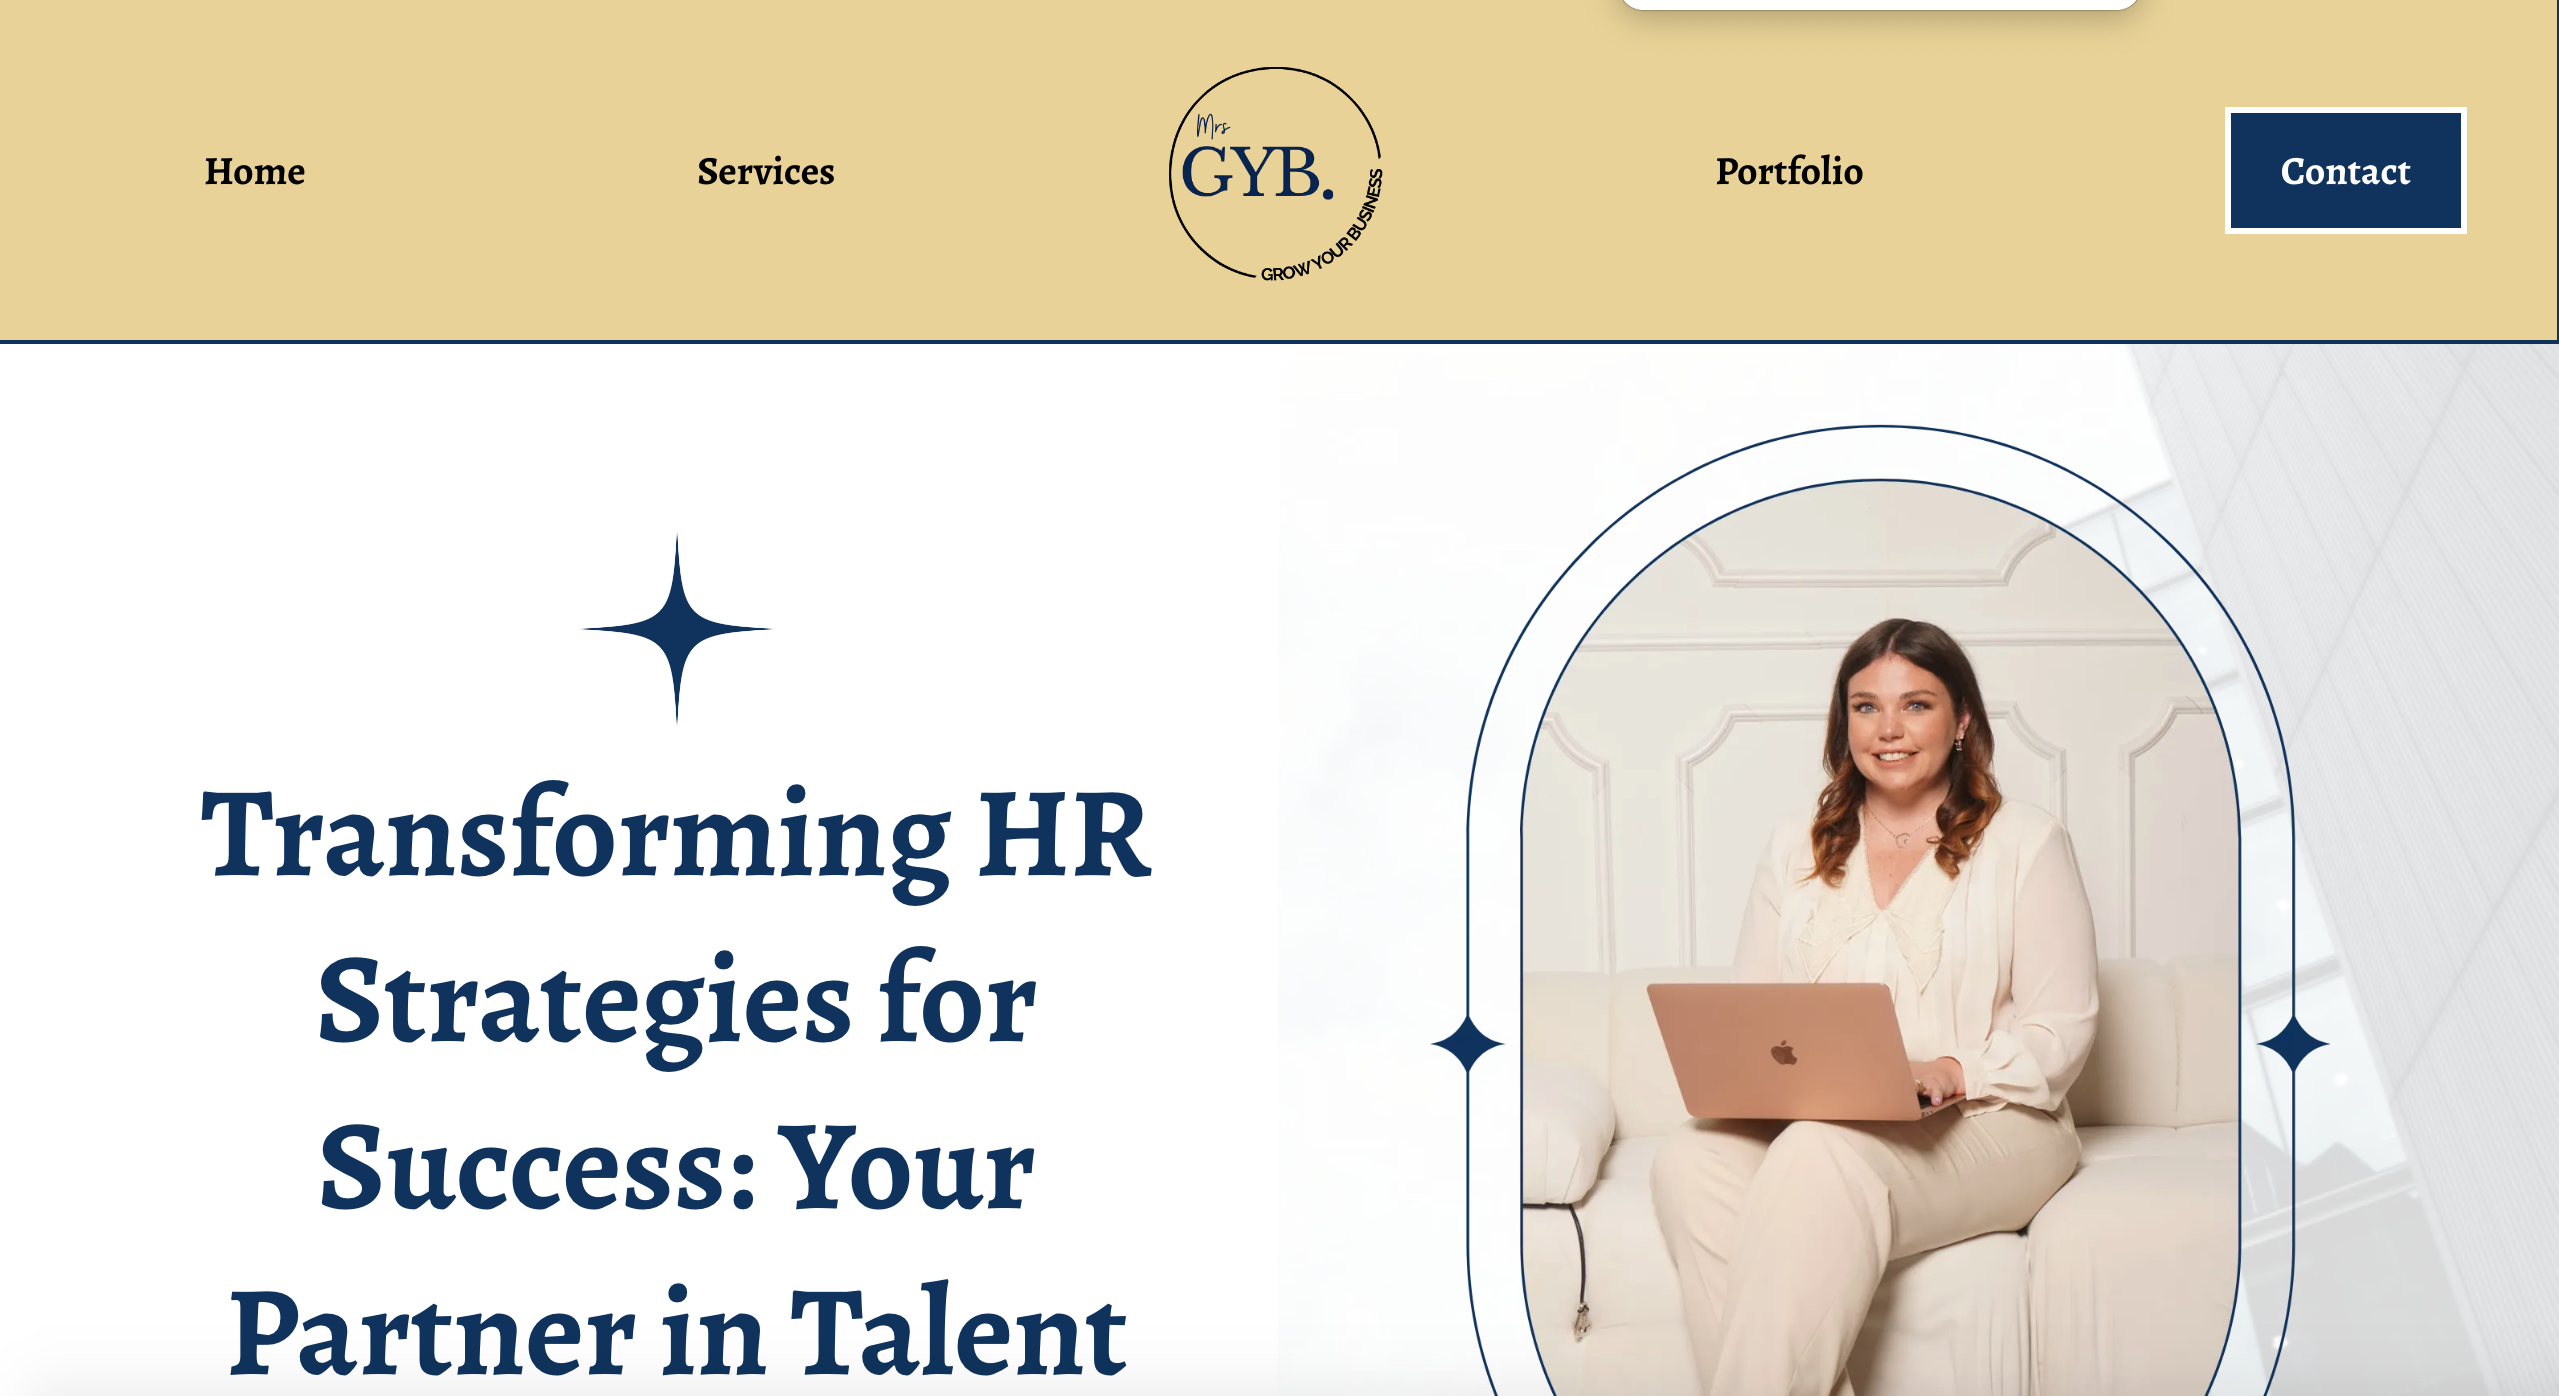 Home
Services
Mrs
GYB.
GROW YOUR BUSINESS
Portfolio
Contact
Transforming HR
Strategies for
Success: Your
Partner in Talent